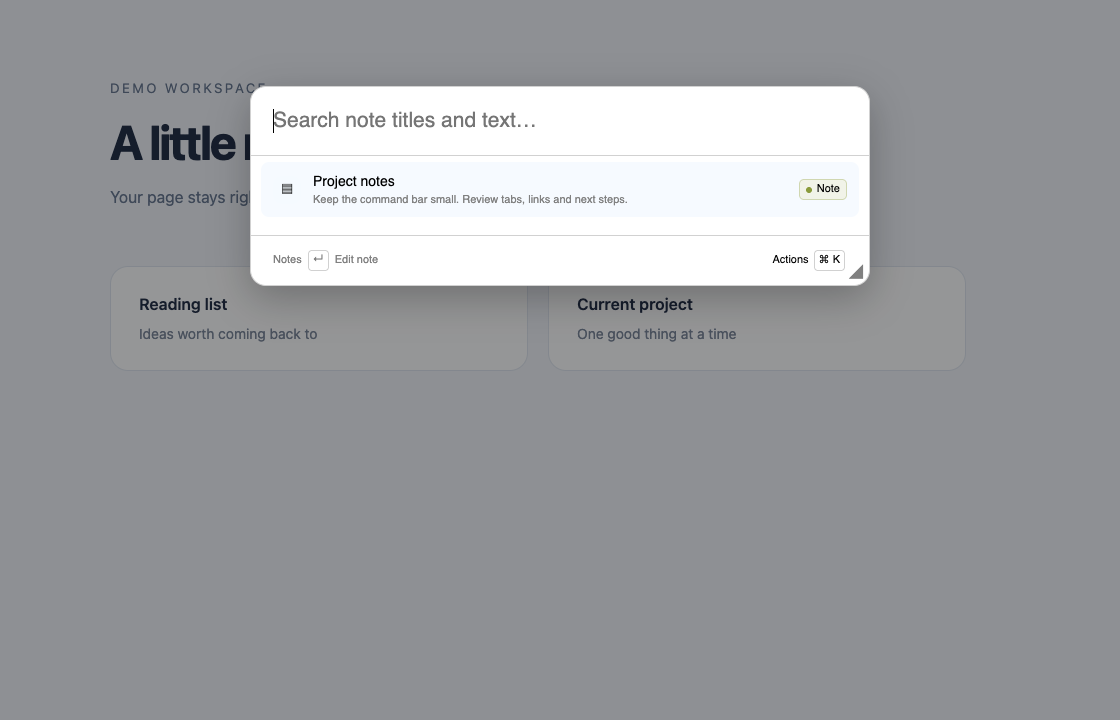 DEMO WORKSPACE
A little
Your page stays
Search note titles and text…
Project notes
Keep the command bar small. Review tabs, links and next steps.
Note
Notes ↵ Edit note
Actions ⌘ K
Reading list
Ideas worth coming back to
Current project
One good thing at a time